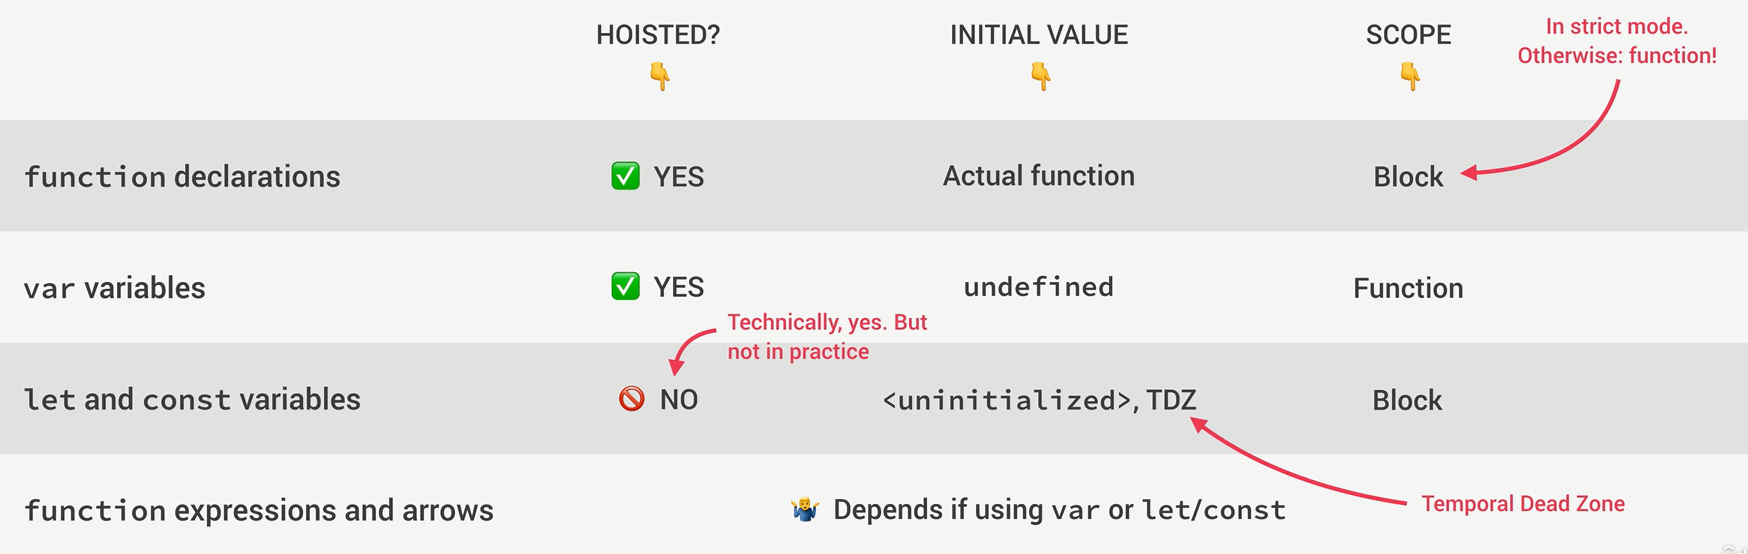 HOISTED?
INITIAL VALUE
SCOPE
In strict mode.
Otherwise: function!
function declarations
YES
Actual function
Block
var variables
YES
undefined
Function
Technically, yes. But
not in practice
let and const variables
NO
<uninitialized>, TDZ
Block
function expressions and arrows
Depends if using var or let/const
Temporal Dead Zone